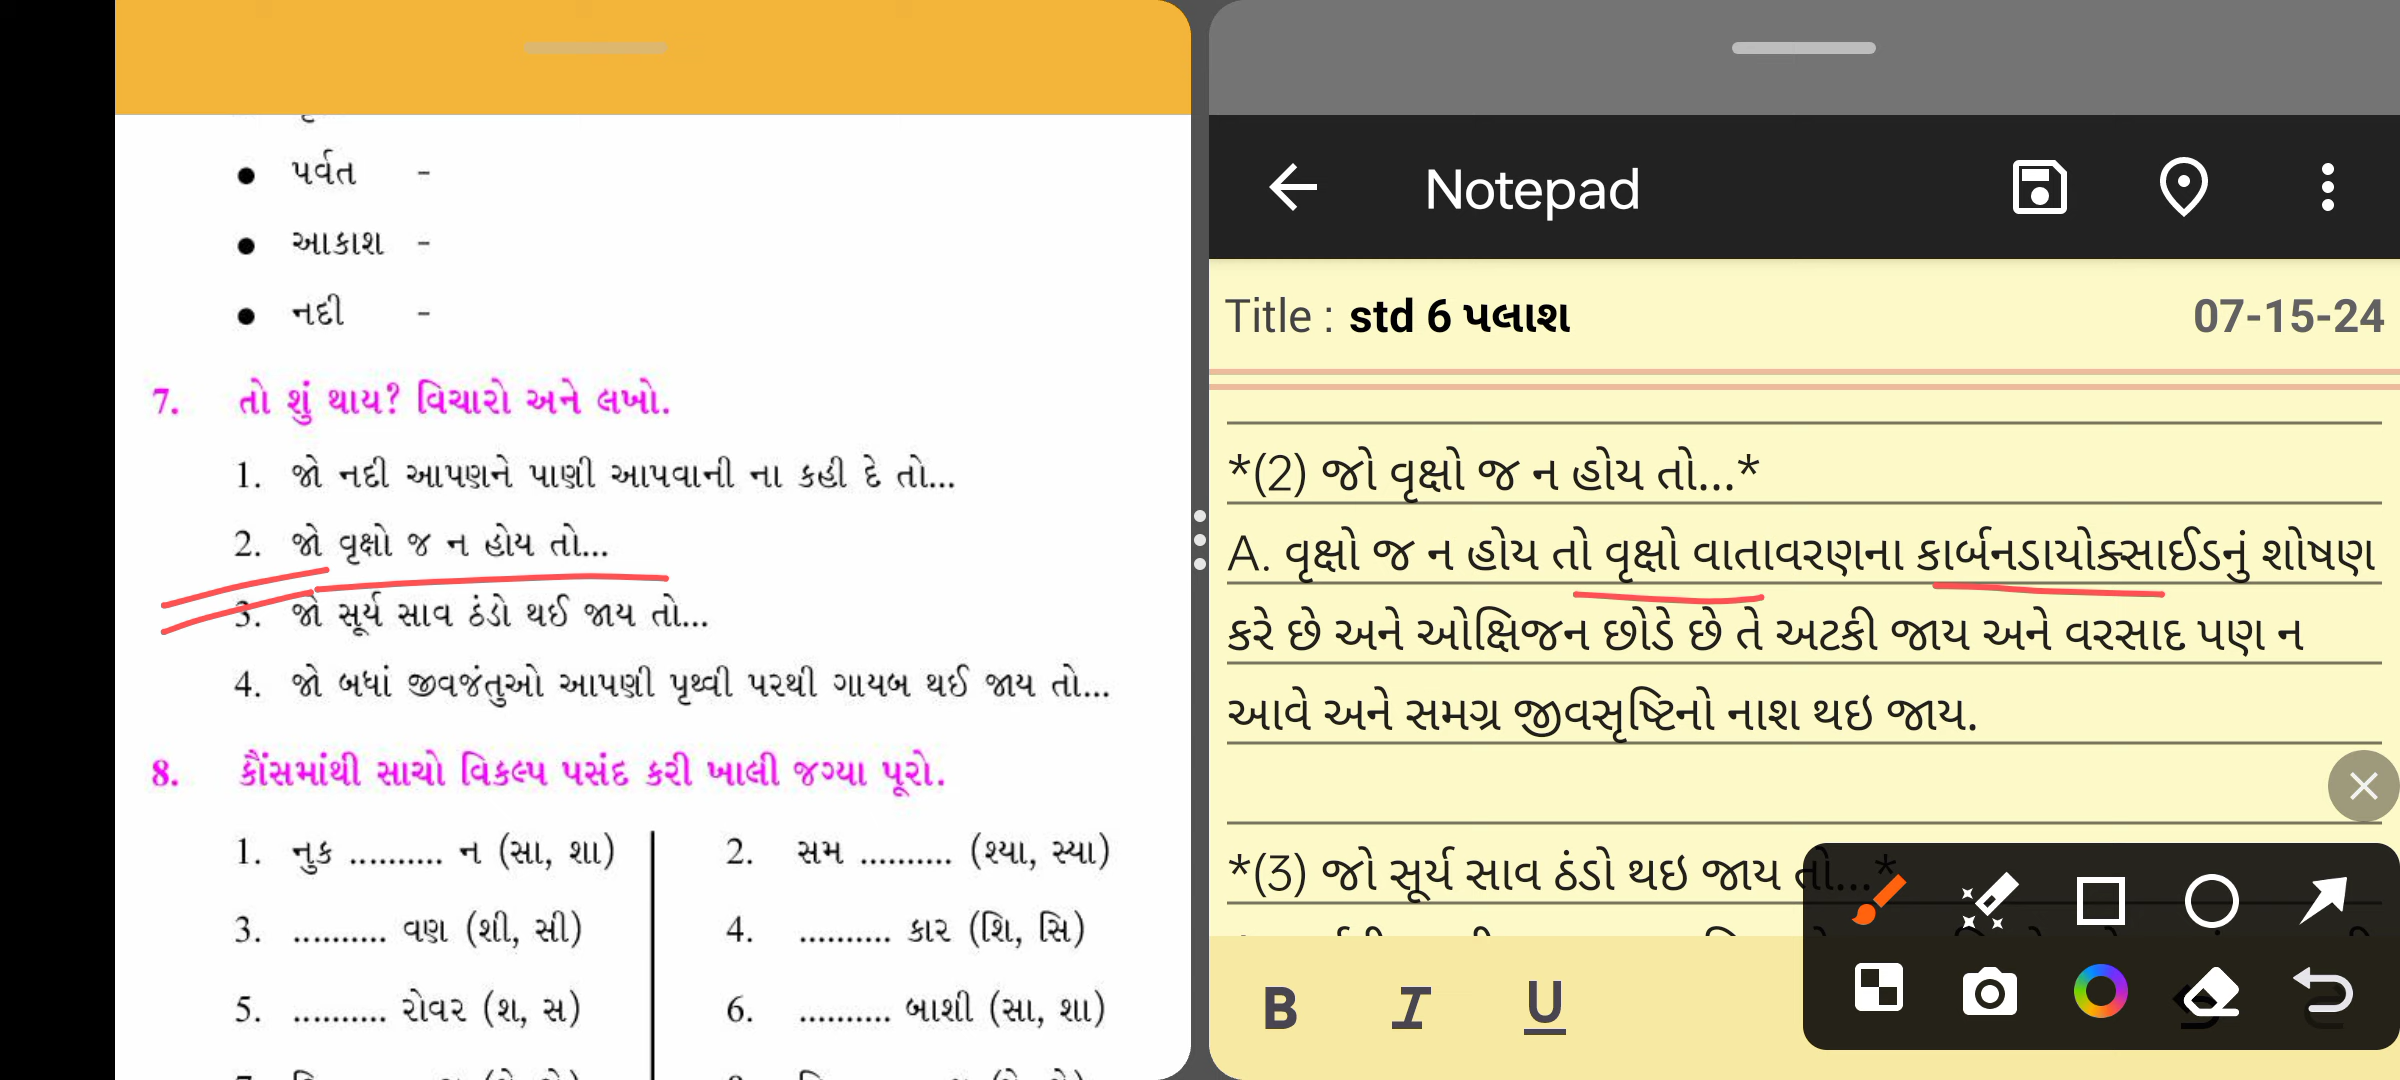 • પર્વત -
• આકાશ -
• નદી -
7. તો શું થાય? વિચારો અને લખો.
1. જો નદી આપણને પાણી આપવાની ના કહી દે તો...
2. જો વૃક્ષો જ ન હોય તો...
3. જો સૂર્ય સાવ ઠંડો થઈ જાય તો...
4. જો બધાં જીવજંતુઓ આપણી પૃથ્વી પરથી ગાયબ થઈ જાય તો...
8. કૌંસમાંથી સાચો વિકલ્પ પસંદ કરી ખાલી જગ્યા પૂરો.
1. નુક .......... ન (સા, શા)
2. સમ .......... (શ્યા, સ્યા)
3. .......... વણ (શી, સી)
4. .......... કાર (શિ, સિ)
5. .......... રોવર (શ, સ)
6. .......... બાશી (સા, શા)
Notepad
Title : std 6 પલાશ
07-15-24
*(2) જો વૃક્ષો જ ન હોય તો...*
A. વૃક્ષો જ ન હોય તો વૃક્ષો વાતાવરણના કાર્બનડાયોક્સાઈડનું શોષણ
કરે છે અને ઓક્ષિજન છોડે છે તે અટકી જાય અને વરસાદ પણ ન
આવે અને સમગ્ર જીવસૃષ્ટિનો નાશ થઇ જાય.
*(3) જો સૂર્ય સાવ ઠંડો થઇ જાય તો...*
B I U